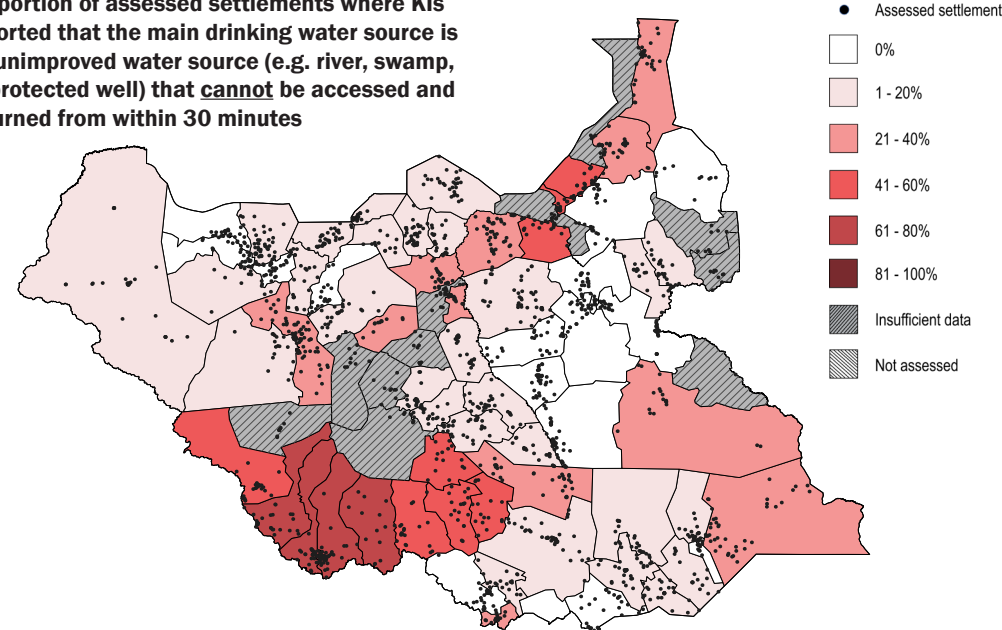 portion of assessed settlements where KIs
orted that the main drinking water source is
unimproved water source (e.g. river, swamp,
rotected well) that cannot be accessed and
urned from within 30 minutes
Assessed settlement
0%
1 - 20%
21 - 40%
41 - 60%
61 - 80%
81 - 100%
Insufficient data
Not assessed